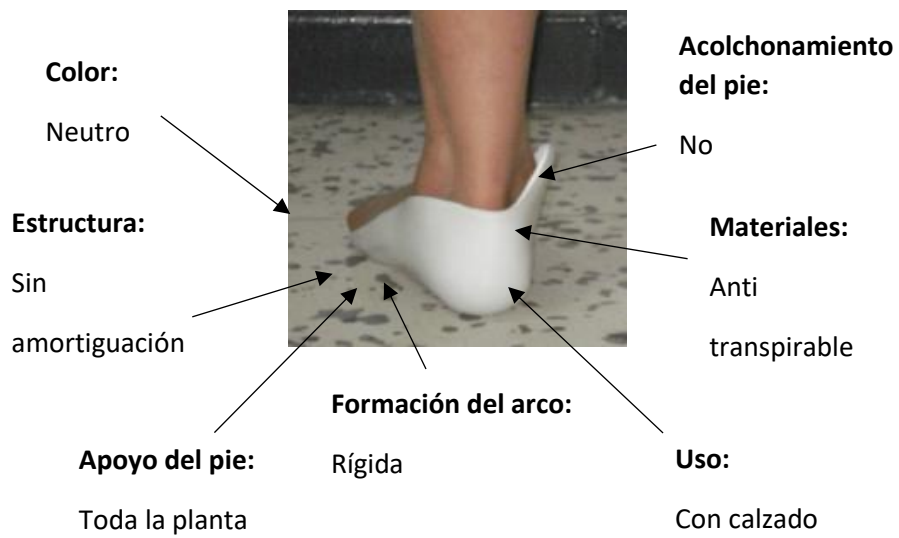 Color:
Neutro
Estructura:
Sin
amortiguación
Apoyo del pie:
Toda la planta
Formación del arco:
Rígida
Acolchonamiento
del pie:
No
Materiales:
Anti
transpirable
Uso:
Con calzado